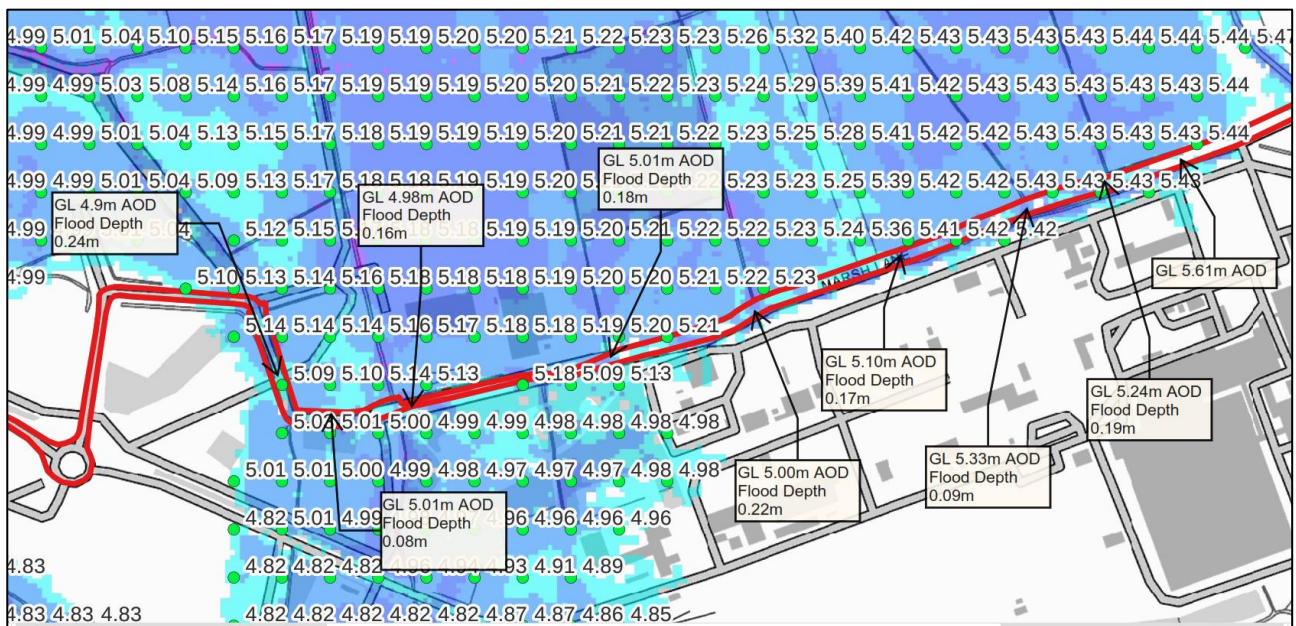 4.99 5.01 5.04 5.10 5.15 5.16 5.17 5.19 5.19 5.20 5.20 5.21 5.22 5.23 5.23 5.26 5.32 5.40 5.42 5.43 5.43 5.43 5.44 5.44 5.44 5.47
4.99 4.99 5.03 5.08 5.14 5.16 5.17 5.19 5.19 5.19 5.20 5.20 5.21 5.22 5.23 5.24 5.29 5.39 5.41 5.42 5.43 5.43 5.43 5.43 5.44
4.99 4.99 5.01 5.04 5.13 5.15 5.17 5.18 5.19 5.19 5.19 5.20 5.21 5.21 5.22 5.23 5.25 5.28 5.41 5.42 5.42 5.43 5.43 5.43 5.43 5.44
4.99 4.99 5.01 5.04 5.09 5.13 5.17 5.19 5.20 5.22 5.23 5.23 5.25 5.39 5.42 5.42 5.43 5.43 5.43 5.43
GL 5.01m AOD
Flood Depth
0.18m
GL 4.98m AOD
Flood Depth
0.16m
GL 4.9m AOD
Flood Depth
0.24m
4.99 5.04 5.12 5.15 5.18 5.19 5.19 5.20 5.21 5.22 5.22 5.23 5.24 5.36 5.41 5.42 5.42
4.99 5.10 5.13 5.14 5.16 5.18 5.18 5.18 5.19 5.20 5.20 5.21 5.22 5.23
MARSH LANE
GL 5.61m AOD
5.14 5.14 5.14 5.16 5.17 5.18 5.18 5.19 5.20 5.21
5.09 5.10 5.14 5.13 5.18 5.09 5.13
GL 5.10m AOD
Flood Depth
0.17m
GL 5.24m AOD
Flood Depth
0.19m
5.01 5.00 4.99 4.99 4.98 4.98 4.98 4.98
5.01 5.01 5.00 4.99 4.98 4.97 4.97 4.97 4.98 4.98
GL 5.00m AOD
Flood Depth
0.22m
GL 5.33m AOD
Flood Depth
0.09m
GL 5.01m AOD
Flood Depth
0.08m
4.82 5.01 4.99 4.96 4.96 4.96 4.96
4.83 4.82 4.82 4.82 4.96 4.94 4.93 4.91 4.89
4.83 4.83 4.83 4.82 4.82 4.82 4.82 4.82 4.87 4.87 4.86 4.85